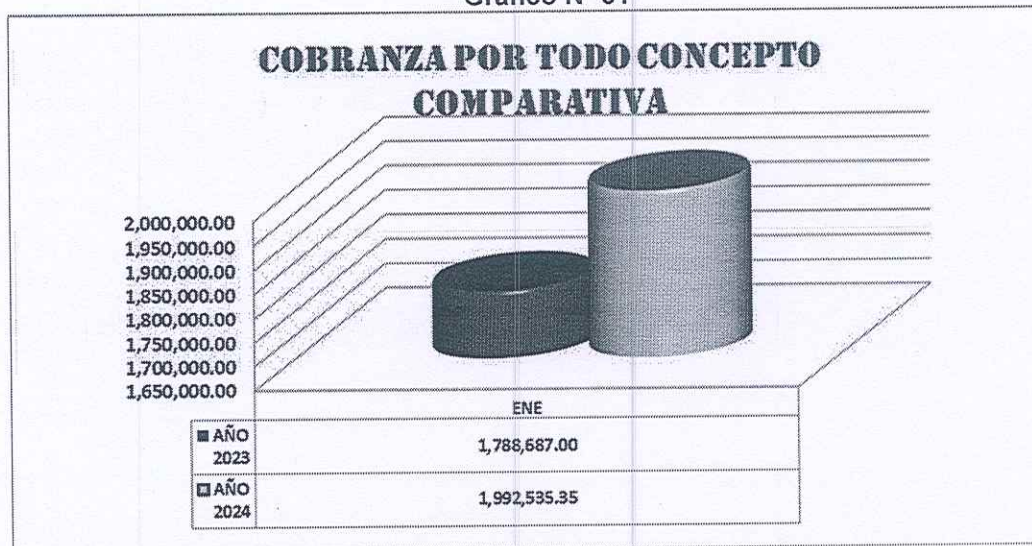 COBRANZA POR TODO CONCEPTO
COMPARATIVA
2,000,000.00
1,950,000.00
1,900,000.00
1,850,000.00
1,800,000.00
1,750,000.00
1,700,000.00
1,650,000.00
ENE
AÑO 2023
1,788,687.00
AÑO 2024
1,992,535.35